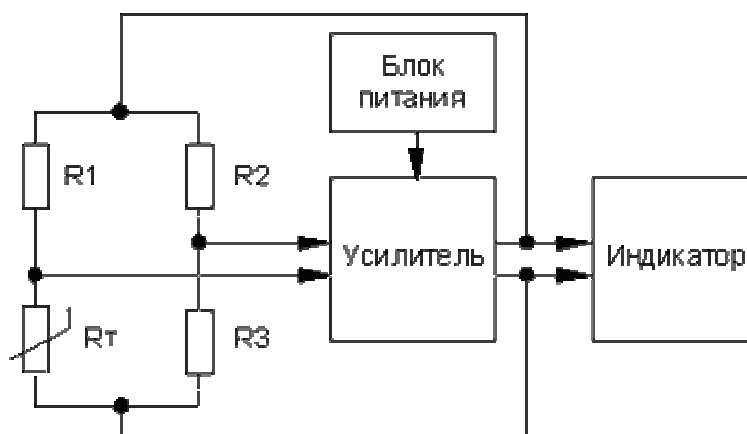 Блок
питания
R1
R2
Усилитель
Индикатор
Rт
R3